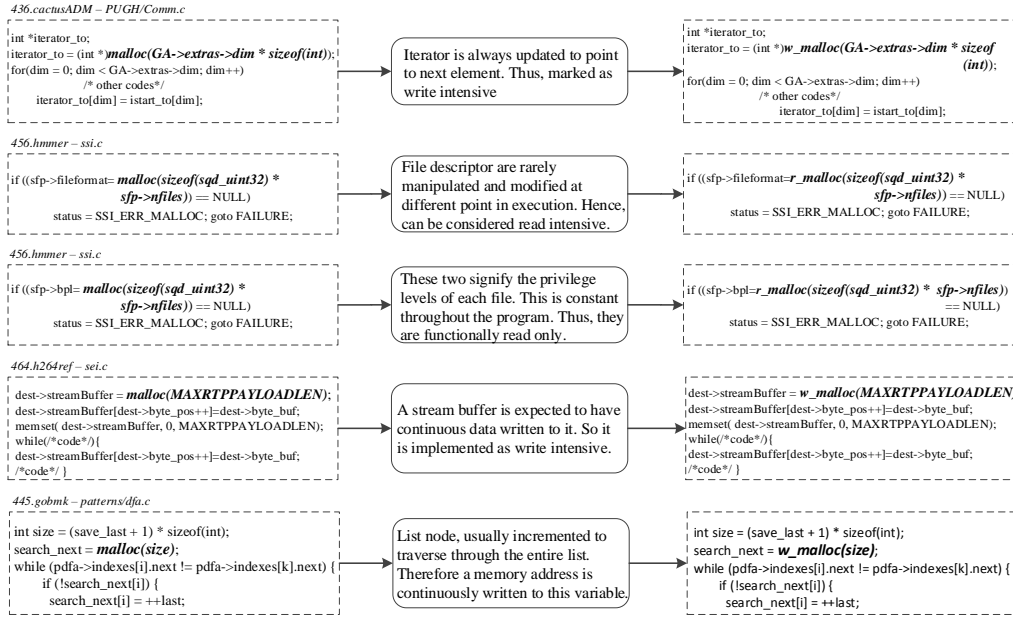 436.cactusADM – PUGH/Comm.c
int *iterator_to;
iterator_to = (int *)malloc(GA->extras->dim * sizeof(int));
for(dim = 0; dim < GA->extras->dim; dim++)
/* other codes*/
iterator_to[dim] = istart_to[dim];
Iterator is always updated to point
to next element. Thus, marked as
write intensive
int *iterator_to;
iterator_to = (int *)w_malloc(GA->extras->dim * sizeof
(int));
for(dim = 0; dim < GA->extras->dim; dim++)
/* other codes*/
iterator_to[dim] = istart_to[dim];
456.hmmer – ssi.c
if ((sfp->fileformat= malloc(sizeof(sqd_uint32) *
sfp->nfiles)) == NULL)
status = SSI_ERR_MALLOC; goto FAILURE;
File descriptor are rarely
manipulated and modified at
different point in execution. Hence,
can be considered read intensive.
if ((sfp->fileformat=r_malloc(sizeof(sqd_uint32) *
sfp->nfiles)) == NULL)
status = SSI_ERR_MALLOC; goto FAILURE;
456.hmmer – ssi.c
if ((sfp->bpl= malloc(sizeof(sqd_uint32) *
sfp->nfiles)) == NULL)
status = SSI_ERR_MALLOC; goto FAILURE;
These two signify the privilege
levels of each file. This is constant
throughout the program. Thus, they
are functionally read only.
if ((sfp->bpl=r_malloc(sizeof(sqd_uint32) * sfp->nfiles))
== NULL)
status = SSI_ERR_MALLOC; goto FAILURE;
464.h264ref – sei.c
dest->streamBuffer = malloc(MAXRTPPAYLOADLEN);
dest->streamBuffer[dest->byte_pos++]=dest->byte_buf;
memset( dest->streamBuffer, 0, MAXRTPPAYLOADLEN);
while(/*code*/){
dest->streamBuffer[dest->byte_pos++]=dest->byte_buf;
/*code*/ }
A stream buffer is expected to have
continuous data written to it. So it
is implemented as write intensive.
dest->streamBuffer = w_malloc(MAXRTPPAYLOADLEN)
dest->streamBuffer[dest->byte_pos++]=dest->byte_buf;
memset( dest->streamBuffer, 0, MAXRTPPAYLOADLEN);
while(/*code*/){
dest->streamBuffer[dest->byte_pos++]=dest->byte_buf;
/*code*/ }
445.gobmk – patterns/dfa.c
int size = (save_last + 1) * sizeof(int);
search_next = malloc(size);
while (pdfa->indexes[i].next != pdfa->indexes[k].next) {
if (!search_next[i]) {
search_next[i] = ++last;
List node, usually incremented to
traverse through the entire list.
Therefore a memory address is
continuously written to this variable.
int size = (save_last + 1) * sizeof(int);
search_next = w_malloc(size);
while (pdfa->indexes[i].next != pdfa->indexes[k].next) {
if (!search_next[i]) {
search_next[i] = ++last;